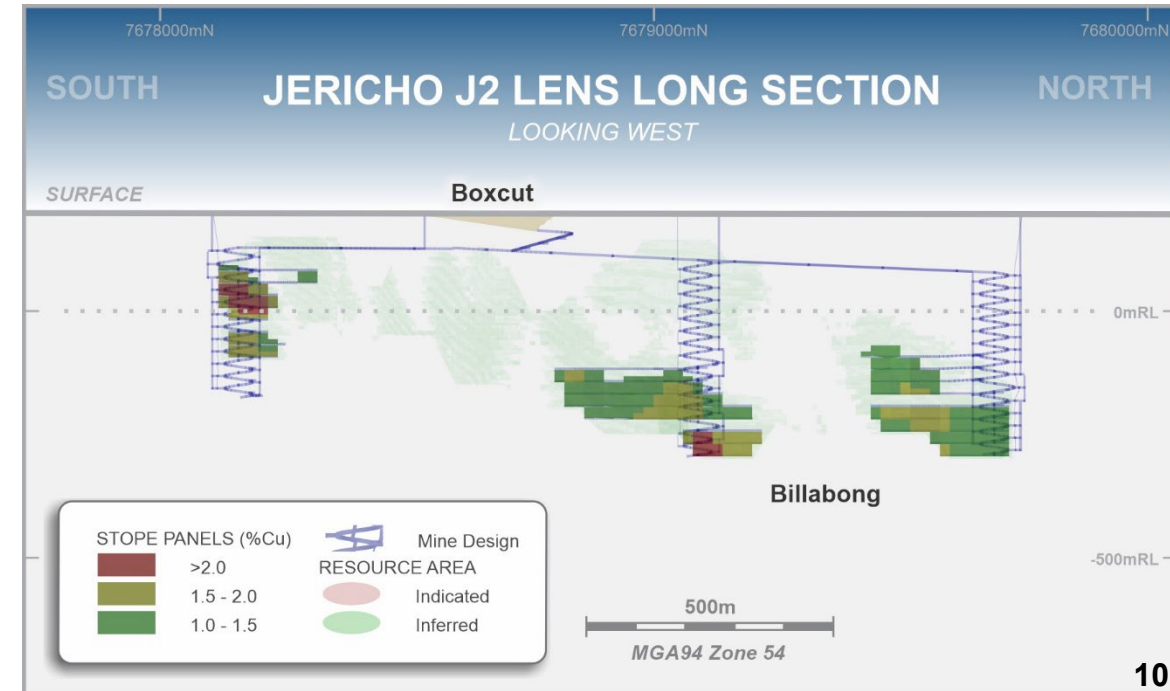 7678000mN 7679000mN 7680000mN
SOUTH JERICHO J2 LENS LONG SECTION NORTH
LOOKING WEST
SURFACE Boxcut
0mRL
Billabong
STOPE PANELS (%Cu) Mine Design
>2.0 RESOURCE AREA
1.5 - 2.0 Indicated
1.0 - 1.5 Inferred
-500mRL
500m
MGA94 Zone 54
10